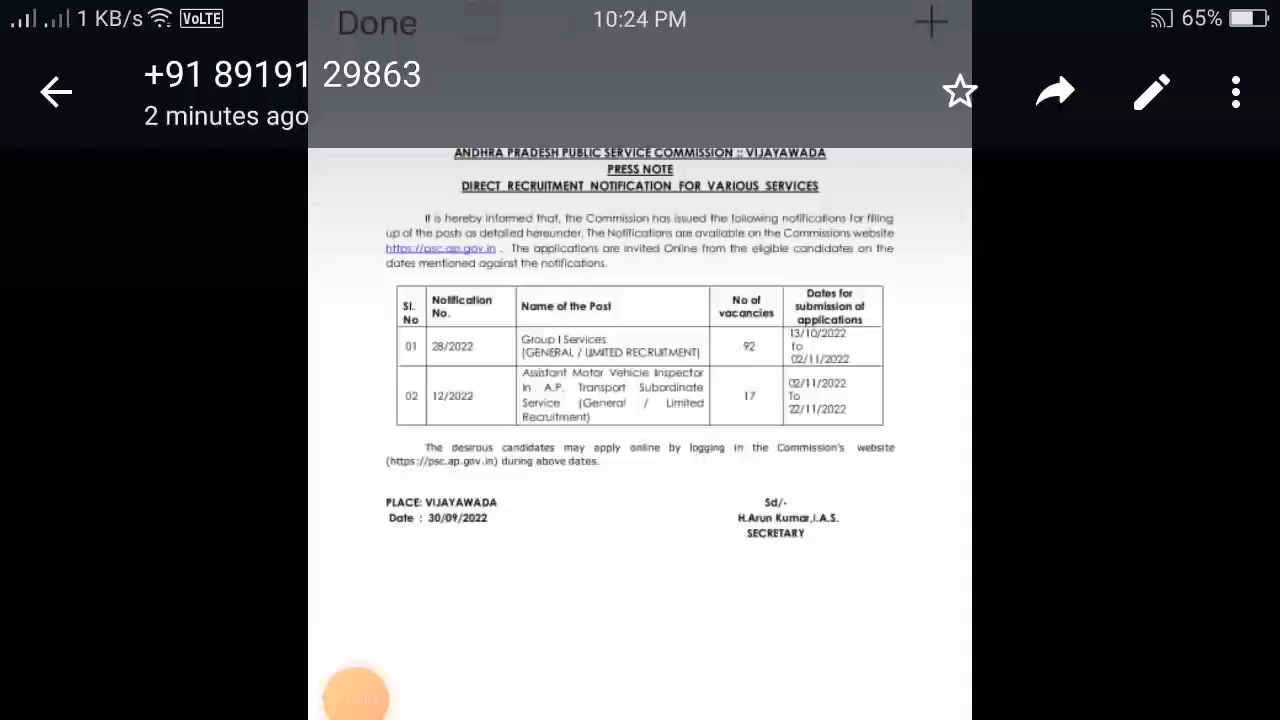 1 KB/s VoLTE 10:24 PM 65%
Done
+91 89191 29863
2 minutes ago
ANDHRA PRADESH PUBLIC SERVICE COMMISSION :: VIJAYAWADA
PRESS NOTE
DIRECT RECRUITMENT NOTIFICATION FOR VARIOUS SERVICES
It is hereby informed that, the Commission has issued the following notifications for filling
up of the posts as detailed hereunder. The Notifications are available on the Commissions website
https://psc.ap.gov.in . The applications are invited Online from the eligible candidates on the
dates mentioned against the notifications.
Sl. No Notification No. Name of the Post No of vacancies Dates for submission of applications
01 28/2022 Group I Services (GENERAL / LIMITED RECRUITMENT) 92 13/10/2022 to 02/11/2022
02 12/2022 Assistant Motor Vehicle Inspector in A.P. Transport Subordinate Service (General / Limited Recruitment) 17 02/11/2022 To 22/11/2022
The desirous candidates may apply online by logging in the Commission's website
(https://psc.ap.gov.in) during above dates.
PLACE: VIJAYAWADA Sd/-
Date : 30/09/2022 H.Arun Kumar,I.A.S.
SECRETARY